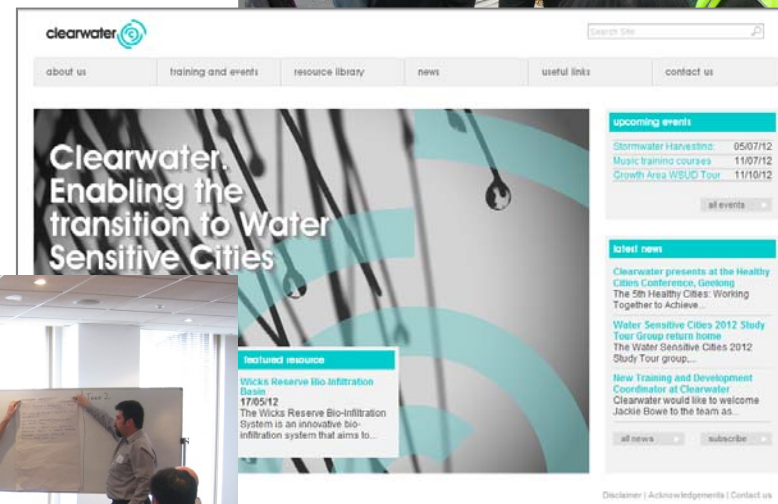 clearwater
Search Site
about us
training and events
resource library
news
useful links
contact us
Clearwater.
Enabling the
transition to Water
Sensitive Cities
featured resource
Wicks Reserve Bio-Infiltration
Basin
17/05/12
The Wicks Reserve Bio-Infiltration
System is an innovative bio-
infiltration system that aims to...
upcoming events
Stormwater Harvesting: 05/07/12
Music training courses 11/07/12
Growth Area WSUD Tour 11/10/12
all events
latest news
Clearwater presents at the Healthy
Cities Conference, Geelong
The 5th Healthy Cities: Working
Together to Achieve...
Water Sensitive Cities 2012 Study
Tour Group return home
The Water Sensitive Cities 2012
Study Tour group,...
New Training and Development
Coordinator at Clearwater
Clearwater would like to welcome
Jackie Bowe to the team as...
all news
subscribe
Disclaimer | Acknowledgements | Contact us